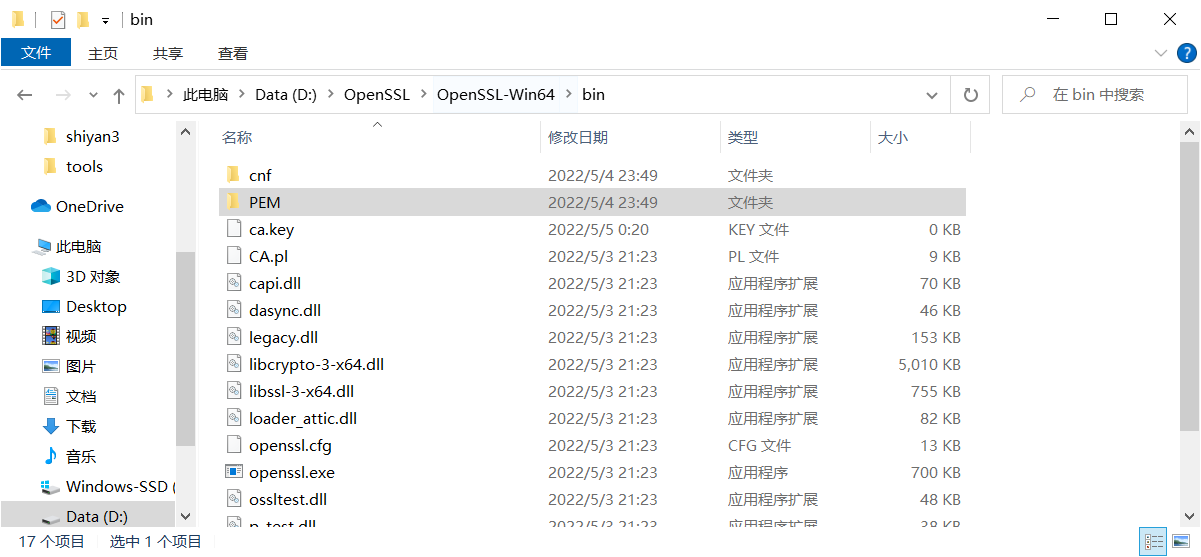 bin
文件 主页 共享 查看
此电脑 Data (D:) OpenSSL OpenSSL-Win64 bin 在 bin 中搜索
shiyan3
tools
OneDrive
此电脑
3D 对象
Desktop
视频
图片
文档
下载
音乐
Windows-SSD (
Data (D:)
名称 修改日期 类型 大小
cnf 2022/5/4 23:49 文件夹
PEM 2022/5/4 23:49 文件夹
ca.key 2022/5/5 0:20 KEY 文件 0 KB
CA.pl 2022/5/3 21:23 PL 文件 9 KB
capi.dll 2022/5/3 21:23 应用程序扩展 70 KB
dasync.dll 2022/5/3 21:23 应用程序扩展 46 KB
legacy.dll 2022/5/3 21:23 应用程序扩展 153 KB
libcrypto-3-x64.dll 2022/5/3 21:23 应用程序扩展 5,010 KB
libssl-3-x64.dll 2022/5/3 21:23 应用程序扩展 755 KB
loader_attic.dll 2022/5/3 21:23 应用程序扩展 82 KB
openssl.cfg 2022/5/3 21:23 CFG 文件 13 KB
openssl.exe 2022/5/3 21:23 应用程序 700 KB
ossltest.dll 2022/5/3 21:23 应用程序扩展 48 KB
p_test.dll 2022/5/3 21:23 应用程序扩展 38 KB
17 个项目 选中 1 个项目